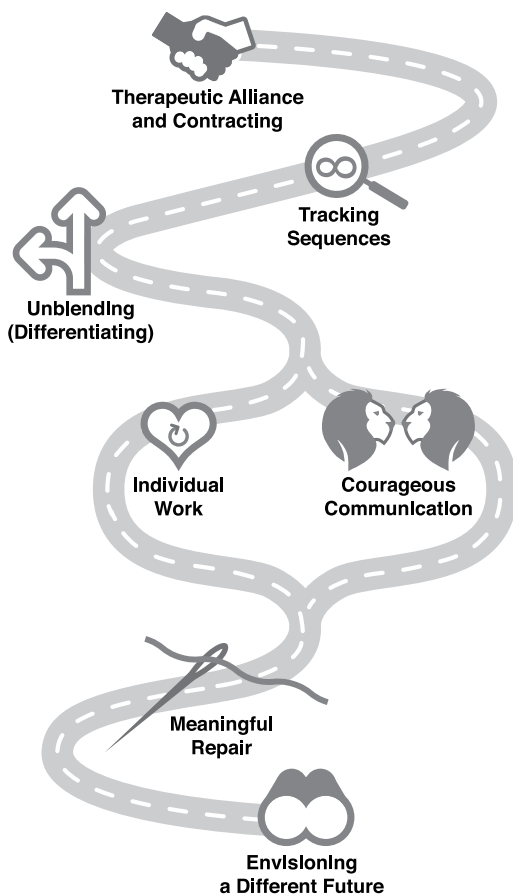 Therapeutic Alliance
and Contracting
Tracking
Sequences
Unblending
(Differentiating)
Individual
Work
Courageous
Communication
Meaningful
Repair
Envisioning
a Different Future